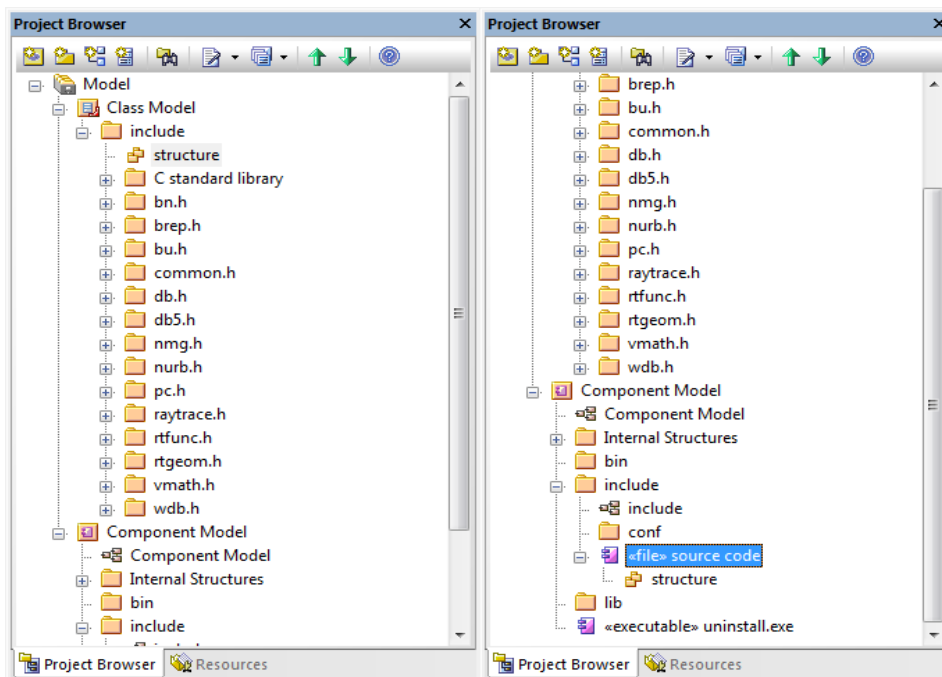 Project Browser
Model
Class Model
include
structure
C standard library
bn.h
brep.h
bu.h
common.h
db.h
db5.h
nmg.h
nurb.h
pc.h
raytrace.h
rtfunc.h
rtgeom.h
vmath.h
wdb.h
Component Model
Component Model
Internal Structures
bin
include
Project Browser
Resources
Project Browser
brep.h
bu.h
common.h
db.h
db5.h
nmg.h
nurb.h
pc.h
raytrace.h
rtfunc.h
rtgeom.h
vmath.h
wdb.h
Component Model
Component Model
Internal Structures
bin
include
include
conf
«file» source code
structure
lib
«executable» uninstall.exe
Project Browser
Resources